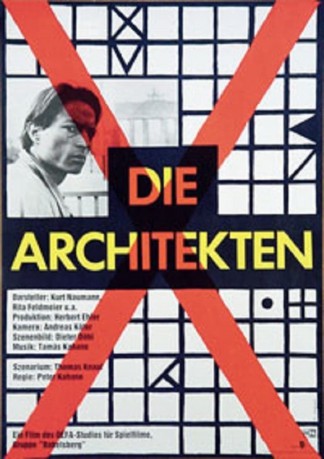 DIE
ARCHITEKTEN
Darsteller: Kurt Naumann,
Rita Feldmeier u.a.
Produktion: Herbert Ehler
Kamera: Andreas Köfer
Szenenbild: Dieter Döhl
Musik: Tamás Kahane
Szenarium: Thomas Knauf
Regie: Peter Kahane
Ein Film des DEFA-Studios für Spielfilme,
Gruppe "Babelsberg"